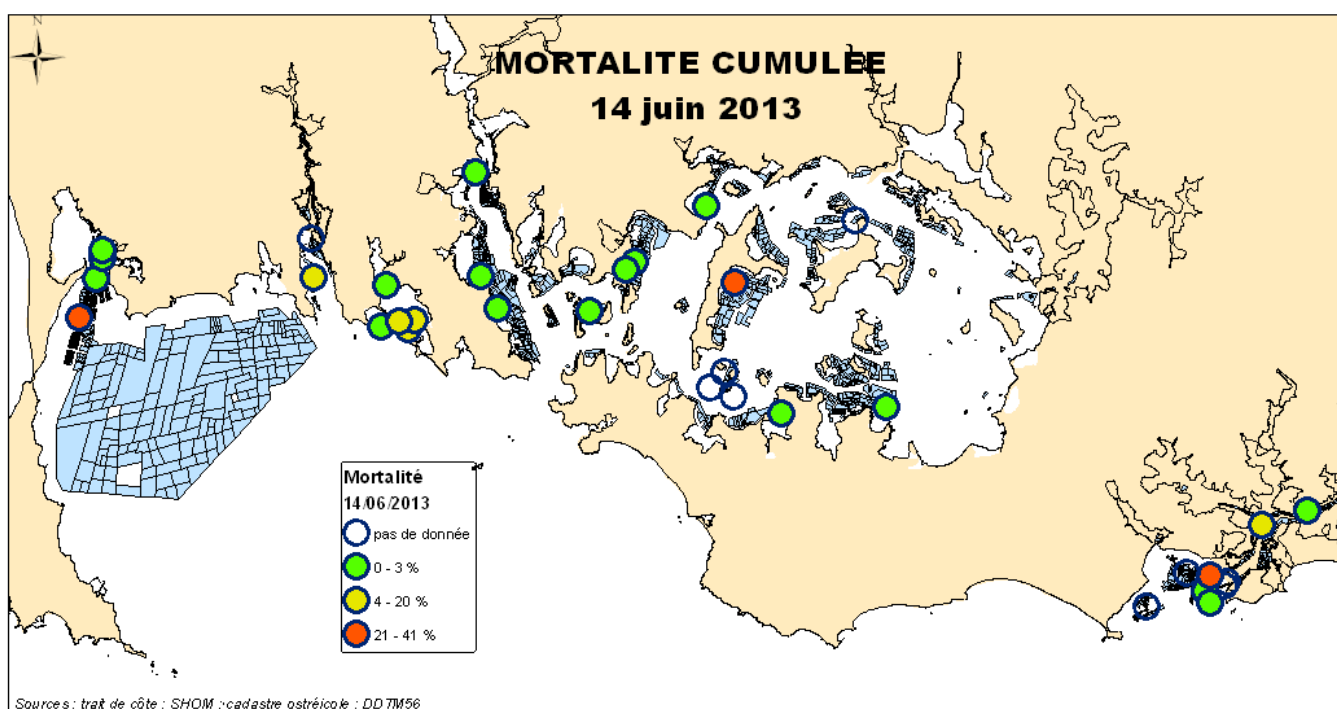 N
MORTALITE CUMULEE
14 juin 2013
Mortalité
14/06/2013
pas de donnée
0 - 3 %
4 - 20 %
21 - 41 %
Sources : trait de côte : SHOM ; cadastre ostréicole : DDTM56